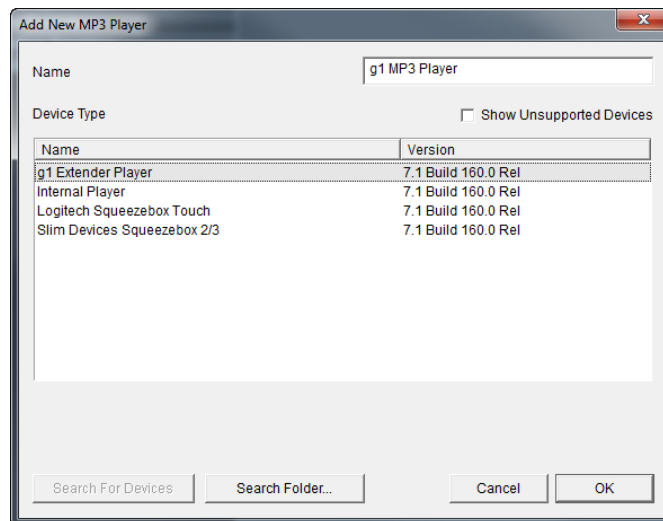 Add New MP3 Player
Name g1 MP3 Player
Device Type Show Unsupported Devices
Name Version
g1 Extender Player 7.1 Build 160.0 Rel
Internal Player 7.1 Build 160.0 Rel
Logitech Squeezebox Touch 7.1 Build 160.0 Rel
Slim Devices Squeezebox 2/3 7.1 Build 160.0 Rel
Search For Devices Search Folder... Cancel OK